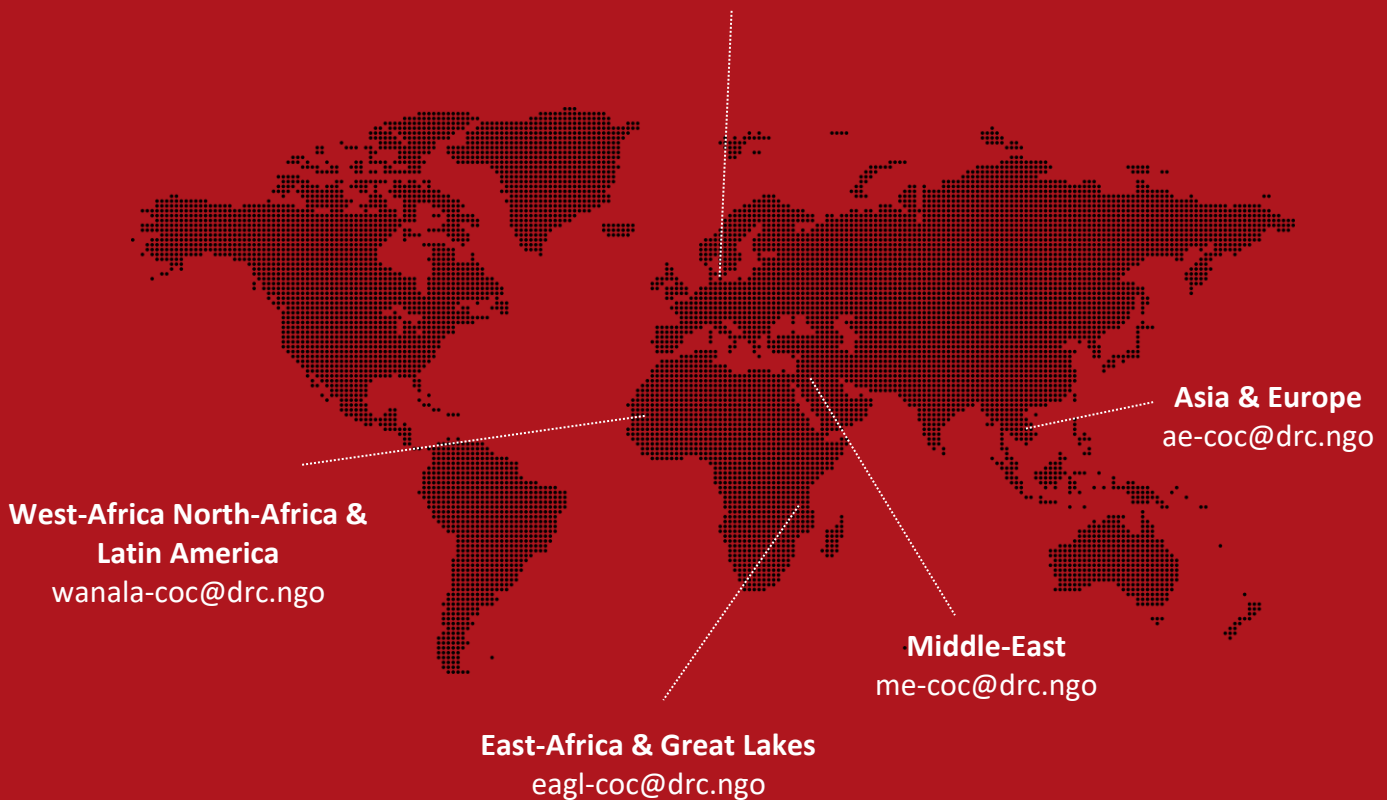 Asia & Europe
ae-coc@drc.ngo
West-Africa North-Africa &
Latin America
wanala-coc@drc.ngo
Middle-East
me-coc@drc.ngo
East-Africa & Great Lakes
eagl-coc@drc.ngo